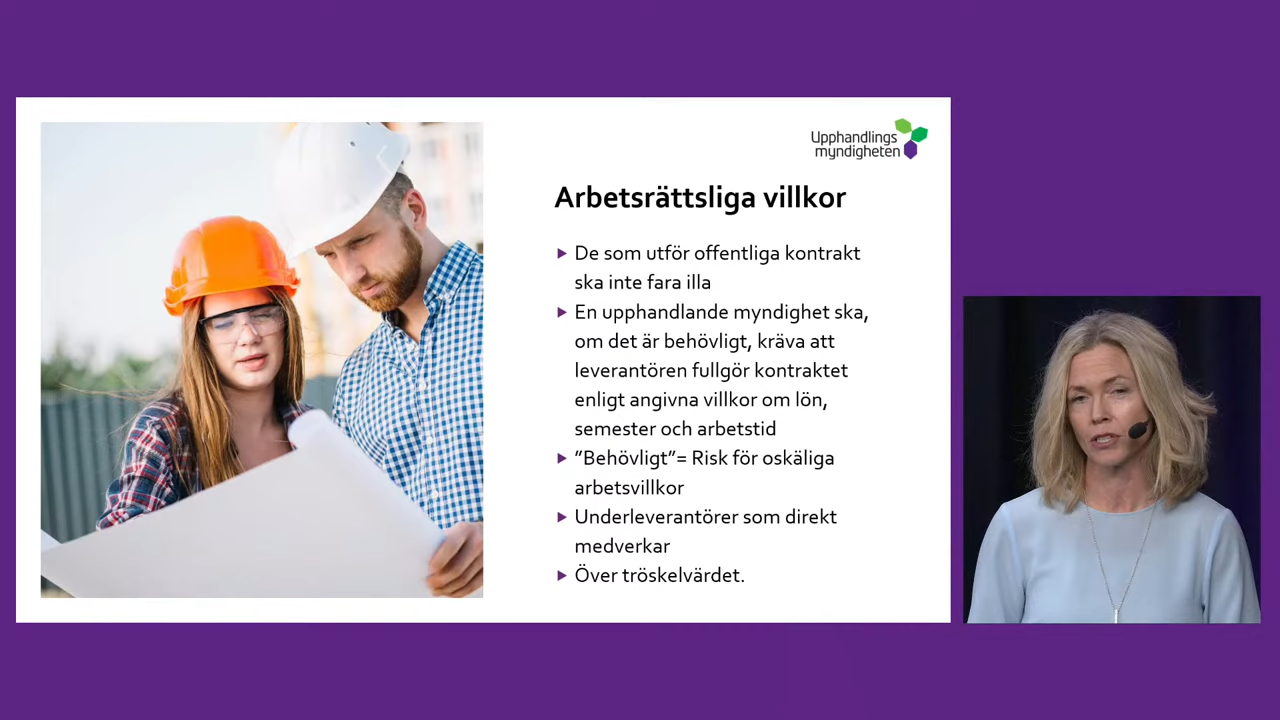 Upphandlings
myndigheten
Arbetsrättsliga villkor
De som utför offentliga kontrakt
ska inte fara illa
En upphandlande myndighet ska,
om det är behövligt, kräva att
leverantören fullgör kontraktet
enligt angivna villkor om lön,
semester och arbetstid
”Behövligt”= Risk för oskäliga
arbetsvillkor
Underleverantörer som direkt
medverkar
Över tröskelvärdet.